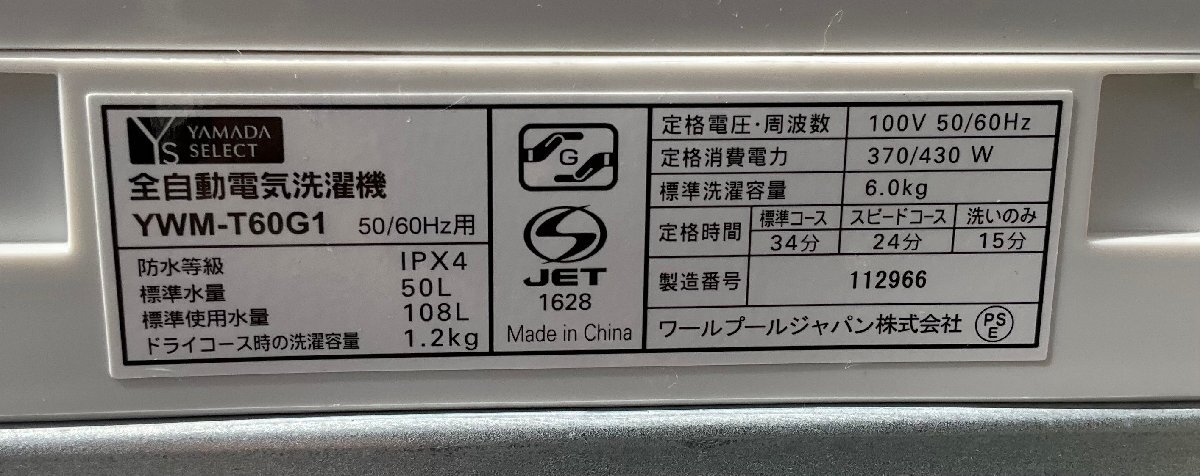 YS YAMADA
SELECT
全自動電気洗濯機
YWM-T60G1 50/60Hz用
防水等級 IPX4
標準水量 50L
標準使用水量 108L
ドライコース時の洗濯容量 1.2kg
G
S
JET
1628
Made in China
定格電圧・周波数 100V 50/60Hz
定格消費電力 370/430 W
標準洗濯容量 6.0kg
定格時間 標準コース スピードコース 洗いのみ
34分 24分 15分
製造番号 112966
ワールプールジャパン株式会社 PS
E